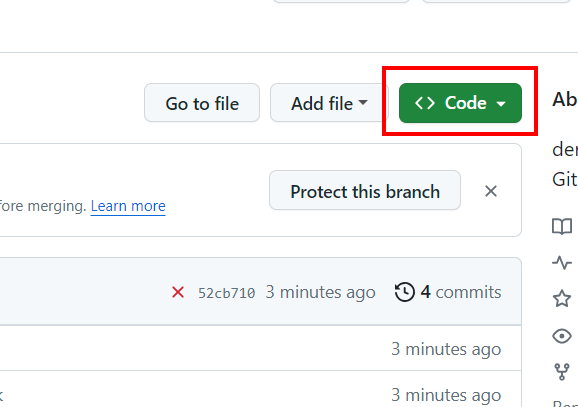 Go to file
Add file
<> Code
Ab
der
Git
Protect this branch
fore merging. Learn more
52cb710 3 minutes ago 4 commits
3 minutes ago
3 minutes ago